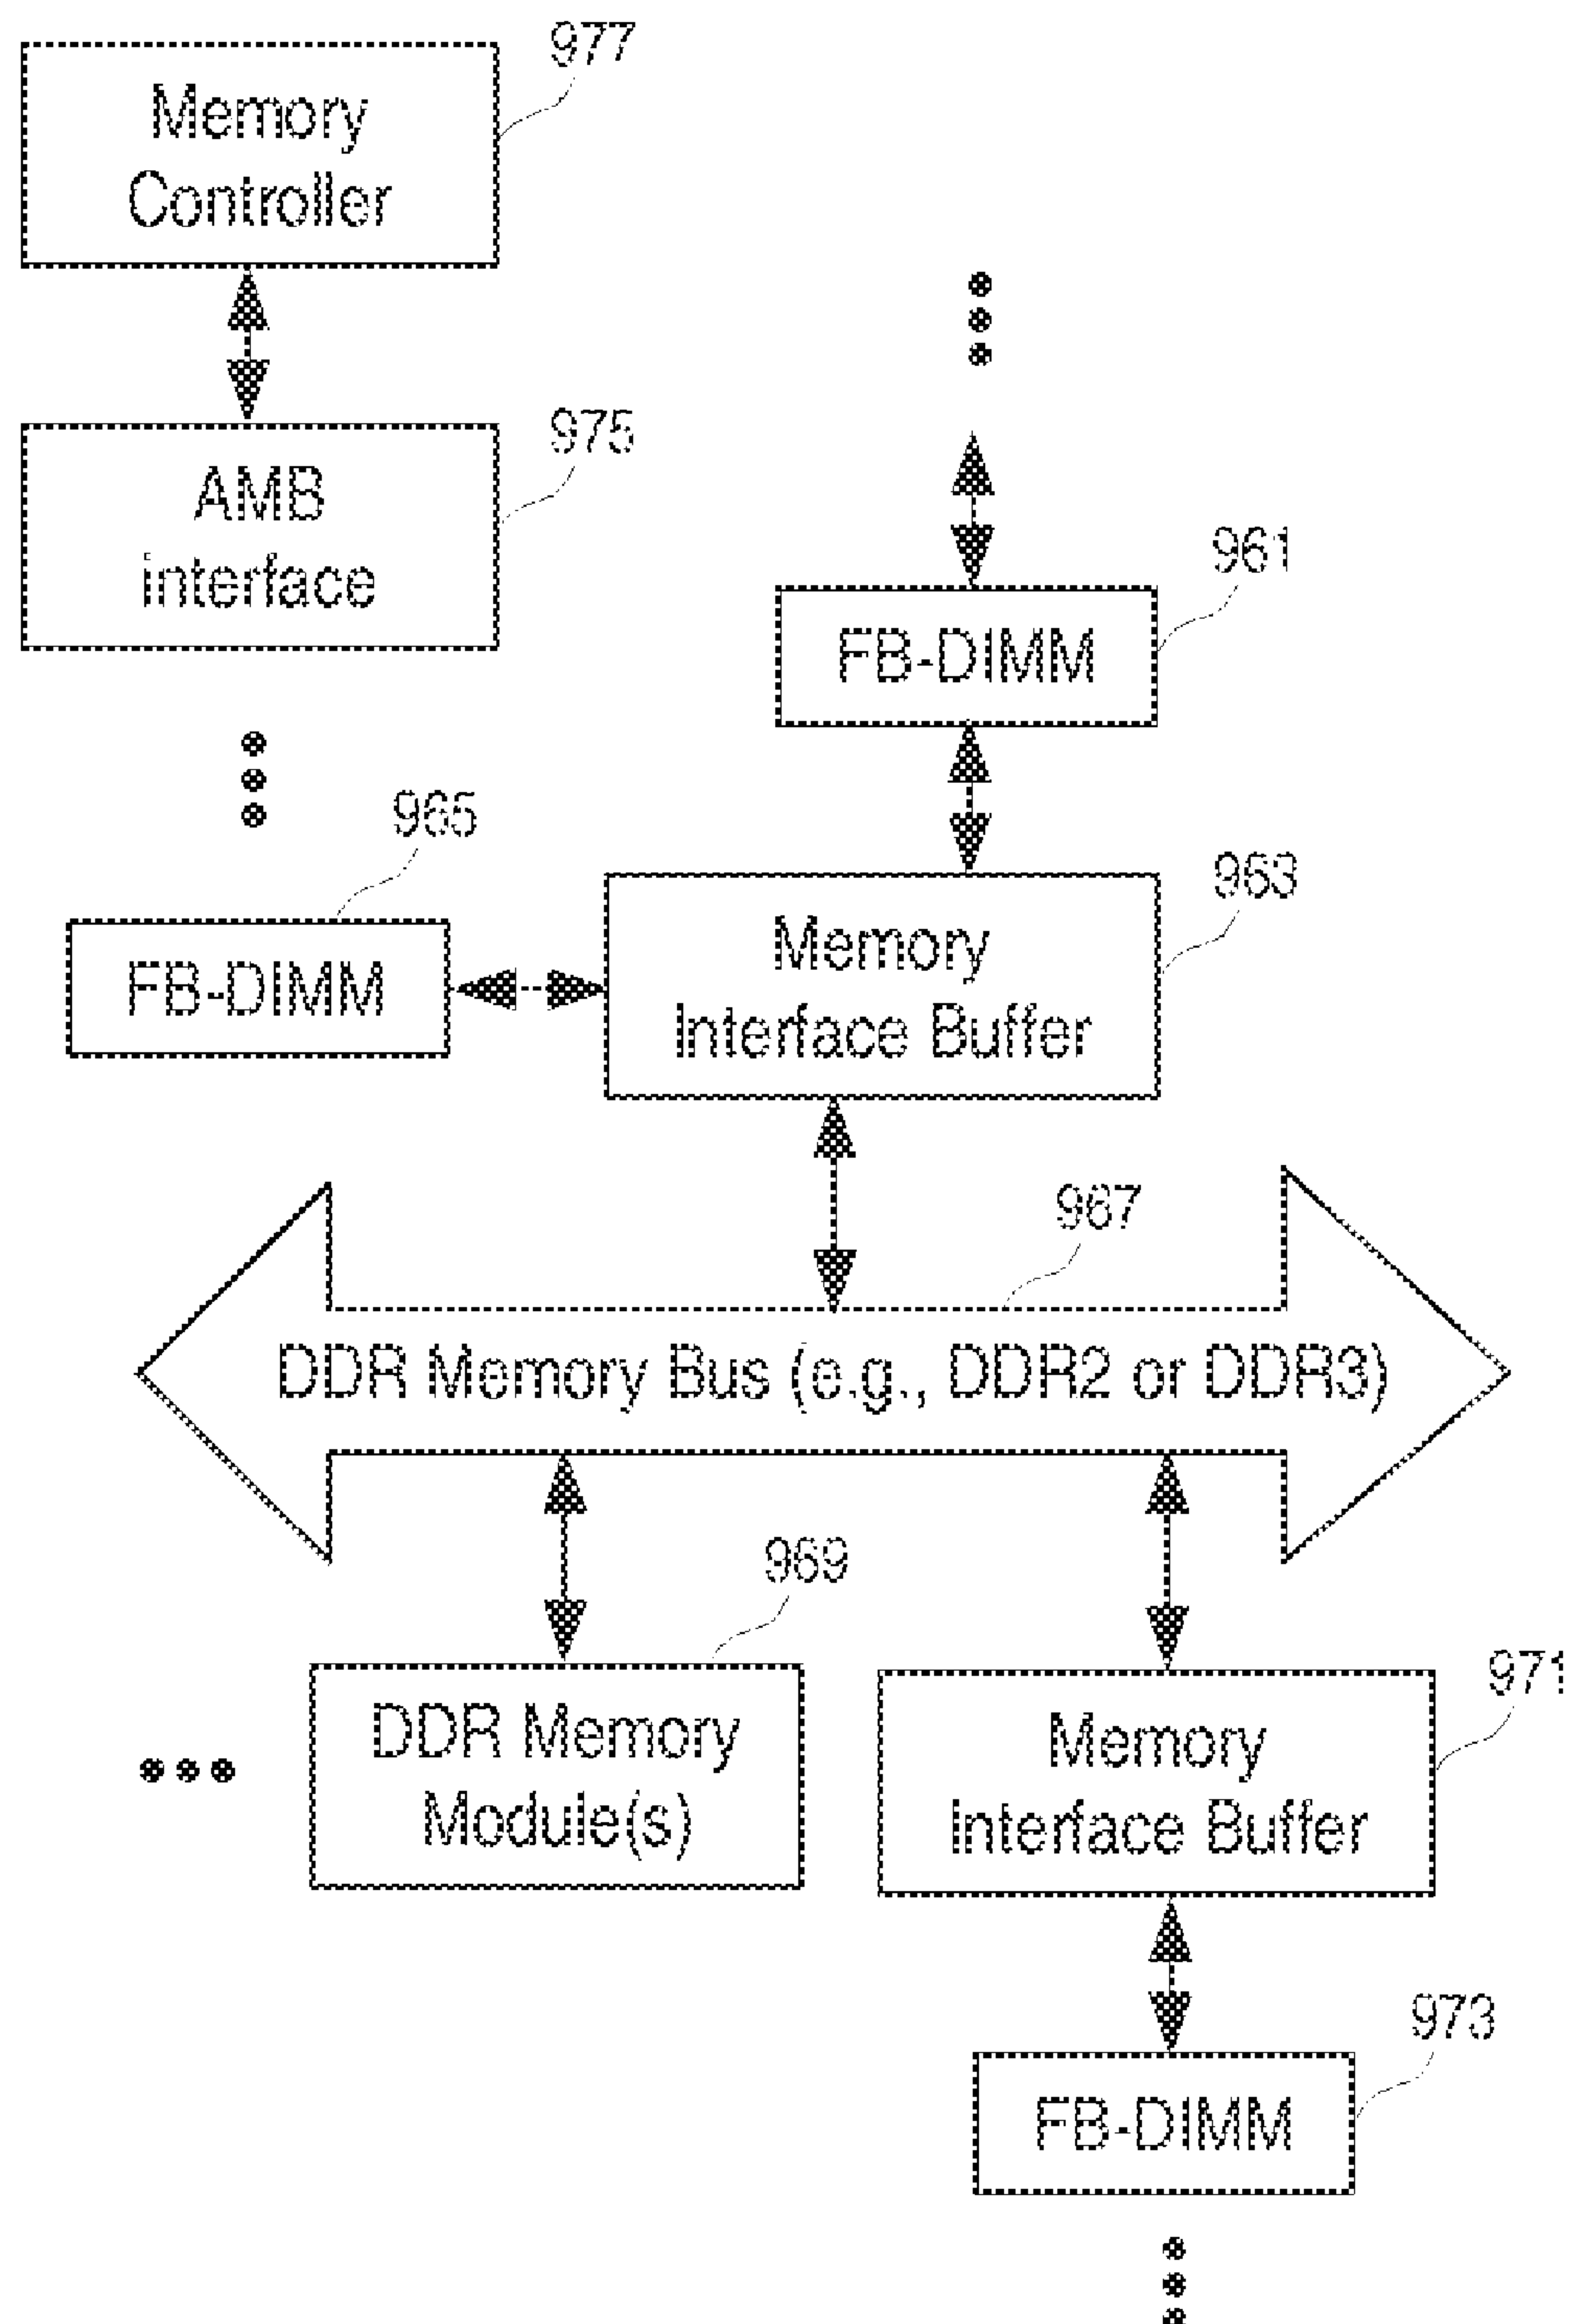 977
Memory
Controller
975
AMB
interface
961
FB-DIMM
965
FB-DIMM
963
Memory
Interface Buffer
967
DDR Memory Bus (e.g., DDR2 or DDR3)
969
DDR Memory
Module(s)
971
Memory
Interface Buffer
973
FB-DIMM